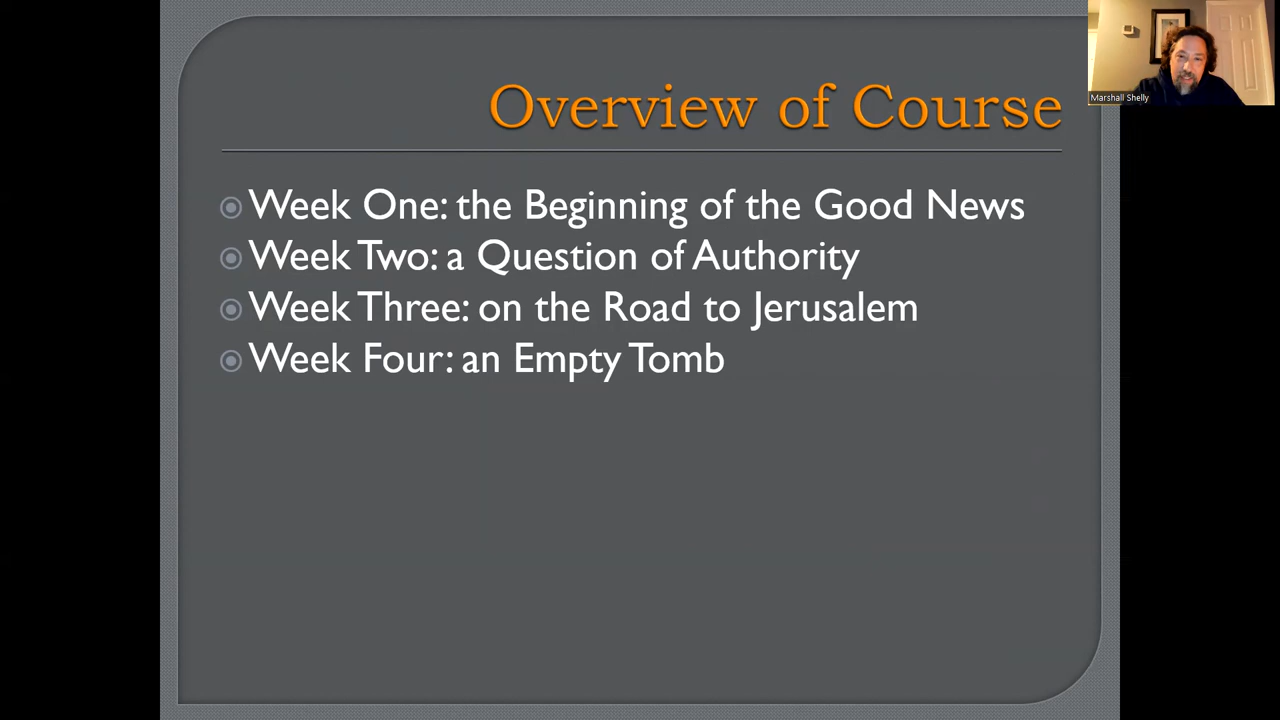 Overview of Course
Marshall Shelly
Week One: the Beginning of the Good News
Week Two: a Question of Authority
Week Three: on the Road to Jerusalem
Week Four: an Empty Tomb